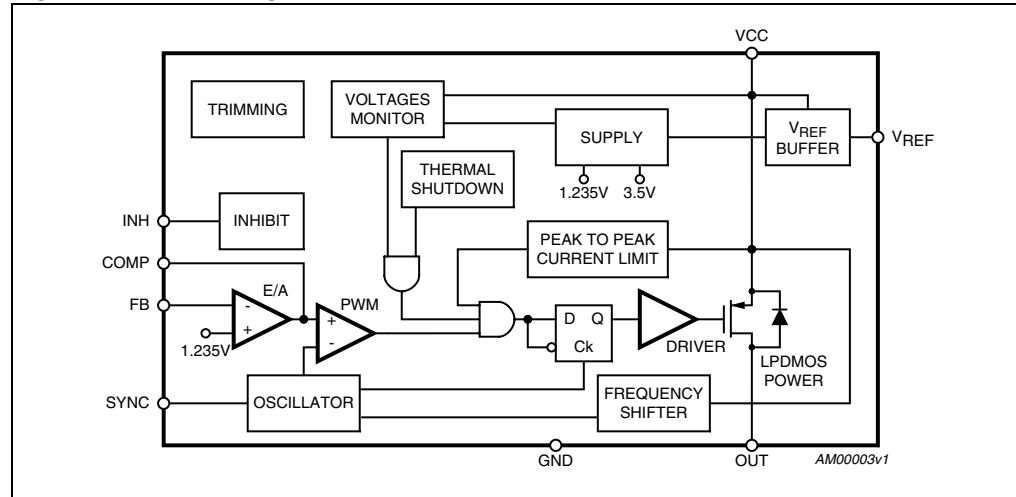 VCC
TRIMMING
VOLTAGES
MONITOR
SUPPLY
VREF
BUFFER
VREF
THERMAL
SHUTDOWN
1.235V 3.5V
INH
INHIBIT
PEAK TO PEAK
CURRENT LIMIT
COMP
E/A
PWM
FB
-
+
+
-
1.235V
D Q
Ck
DRIVER
LPDMOS
POWER
SYNC
OSCILLATOR
FREQUENCY
SHIFTER
GND
OUT
AM00003v1